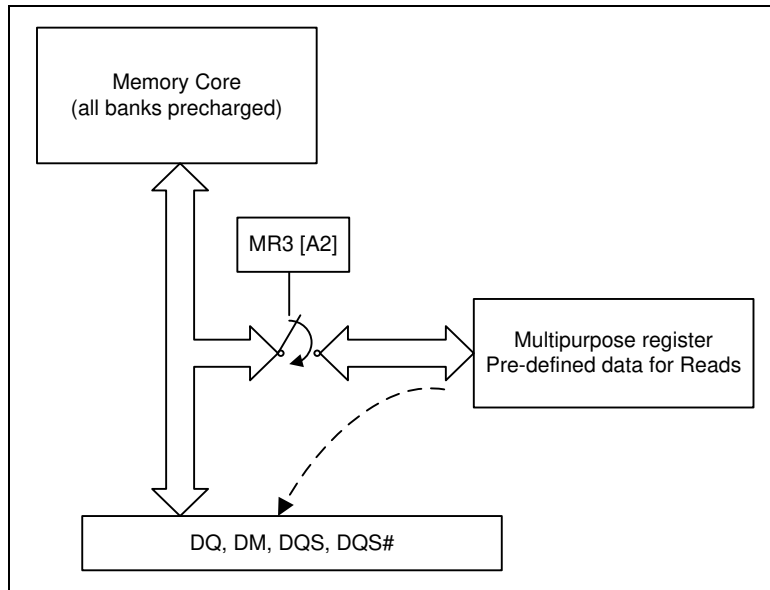 Memory Core
(all banks precharged)
MR3 [A2]
Multipurpose register
Pre-defined data for Reads
DQ, DM, DQS, DQS#